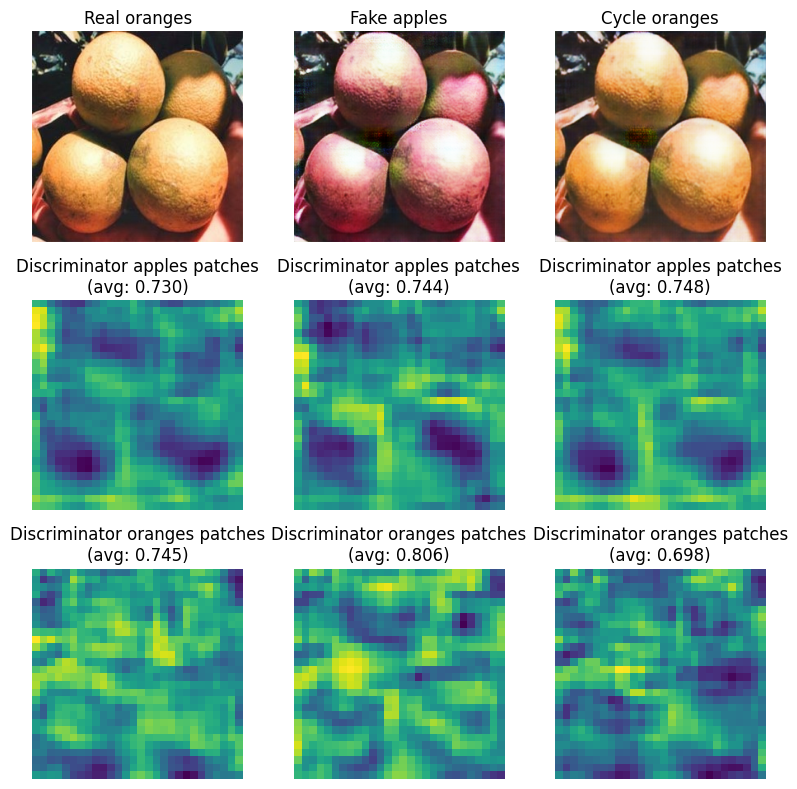 Real oranges
Fake apples
Cycle oranges
Discriminator apples patches
(avg: 0.730)
Discriminator apples patches
(avg: 0.744)
Discriminator apples patches
(avg: 0.748)
Discriminator oranges patches
(avg: 0.745)
Discriminator oranges patches
(avg: 0.806)
Discriminator oranges patches
(avg: 0.698)